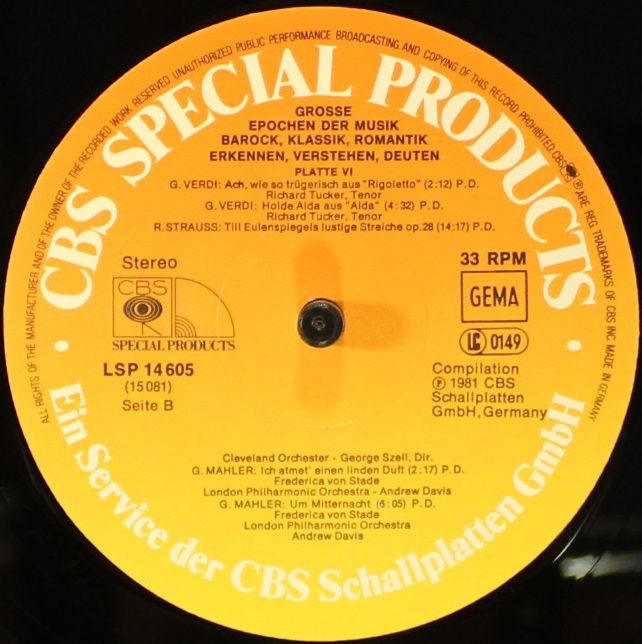 ALL RIGHTS OF THE MANUFACTURER AND OF THE OWNER OF THE RECORDED WORK RESERVED UNAUTHORIZED PUBLIC PERFORMANCE BROADCASTING AND COPYING OF THIS RECORD PROHIBITED. CBS ® ARE REG. TRADEMARKS OF CBS INC. MADE IN GERMANY
CBS SPECIAL PRODUCTS
GROSSE
EPOCHEN DER MUSIK
BAROCK, KLASSIK, ROMANTIK
ERKENNEN, VERSTEHEN, DEUTEN
PLATTE VI
G. VERDI: Ach, wie so trügerisch aus "Rigoletto" (2:12) P.D.
Richard Tucker, Tenor
G. VERDI: Holde Aida aus "Aida" (4:32) P.D.
Richard Tucker, Tenor
R. STRAUSS: Till Eulenspiegels lustige Streiche op. 28 (14:17) P.D.
Stereo
CBS
SPECIAL PRODUCTS
LSP 14605
(15081)
Seite B
33 RPM
GEMA
LC 0149
Compilation
℗ 1981 CBS
Schallplatten
GmbH, Germany
Cleveland Orchester - George Szell, Dir.
G. MAHLER: Ich atmet' einen linden Duft (2:17) P.D.
Frederica von Stade
London Philharmonic Orchestra - Andrew Davis
G. MAHLER: Um Mitternacht (6:05) P.D.
Frederica von Stade
London Philharmonic Orchestra
Andrew Davis
• Ein Service der CBS Schallplatten GmbH •